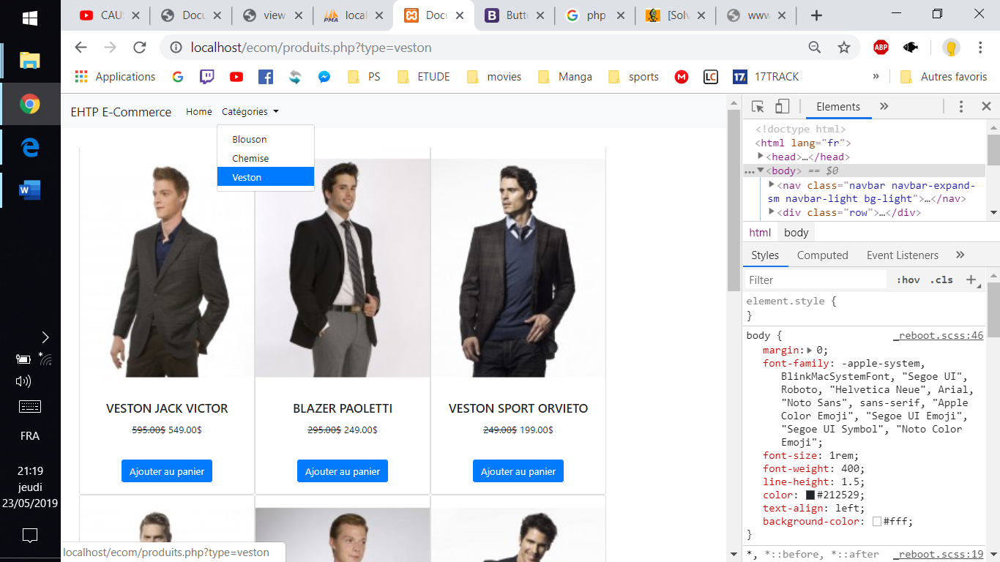 CAUS
Docu
view
PMA
local
Docu
B
Butto
php
[Solv
www
localhost/ecom/produits.php?type=veston
ABP
Applications
PS
ETUDE
movies
Manga
sports
M
LC
17
17TRACK
»
Autres favoris
EHTP E-Commerce
Home
Catégories
Blouson
Chemise
Veston
VESTON JACK VICTOR
595.00$ 549.00$
Ajouter au panier
BLAZER PAOLETTI
295.00$ 249.00$
Ajouter au panier
VESTON SPORT ORVIETO
249.00$ 199.00$
Ajouter au panier
localhost/ecom/produits.php?type=veston
Elements
»
<!doctype html>
<html lang="fr">
<head>…</head>
…<body> == $0
<nav class="navbar navbar-expand-
sm navbar-light bg-light">…</nav>
<div class="row">…</div>
html
body
Styles
Computed
Event Listeners
»
Filter
:hov
.cls
+
element.style {
}
body {
_reboot.scss:46
margin: 0;
font-family: -apple-system,
BlinkMacSystemFont, "Segoe UI",
Roboto, "Helvetica Neue", Arial,
"Noto Sans", sans-serif, "Apple
Color Emoji", "Segoe UI Emoji",
"Segoe UI Symbol", "Noto Color
Emoji";
font-size: 1rem;
font-weight: 400;
line-height: 1.5;
color: #212529;
text-align: left;
background-color: #fff;
}
*, *::before, *::after
_reboot.scss:19
W
FRA
21:19
jeudi
23/05/2019